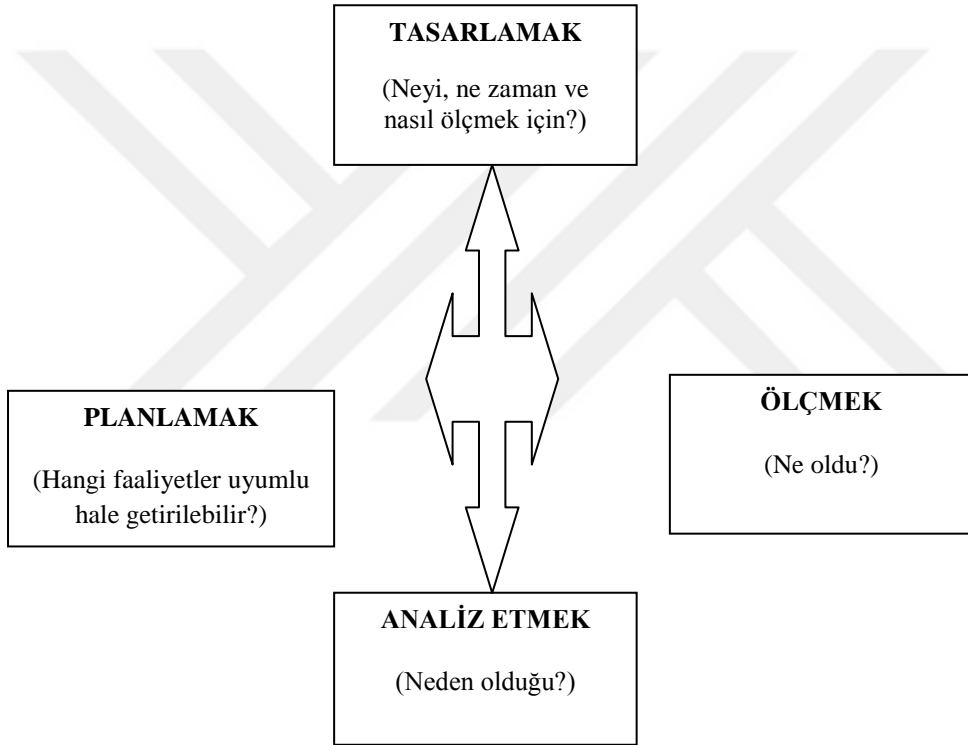 TASARLAMAK
(Neyi, ne zaman ve
nasıl ölçmek için?)
PLANLAMAK
(Hangi faaliyetler uyumlu
hale getirilebilir?)
ÖLÇMEK
(Ne oldu?)
ANALİZ ETMEK
(Neden olduğu?)